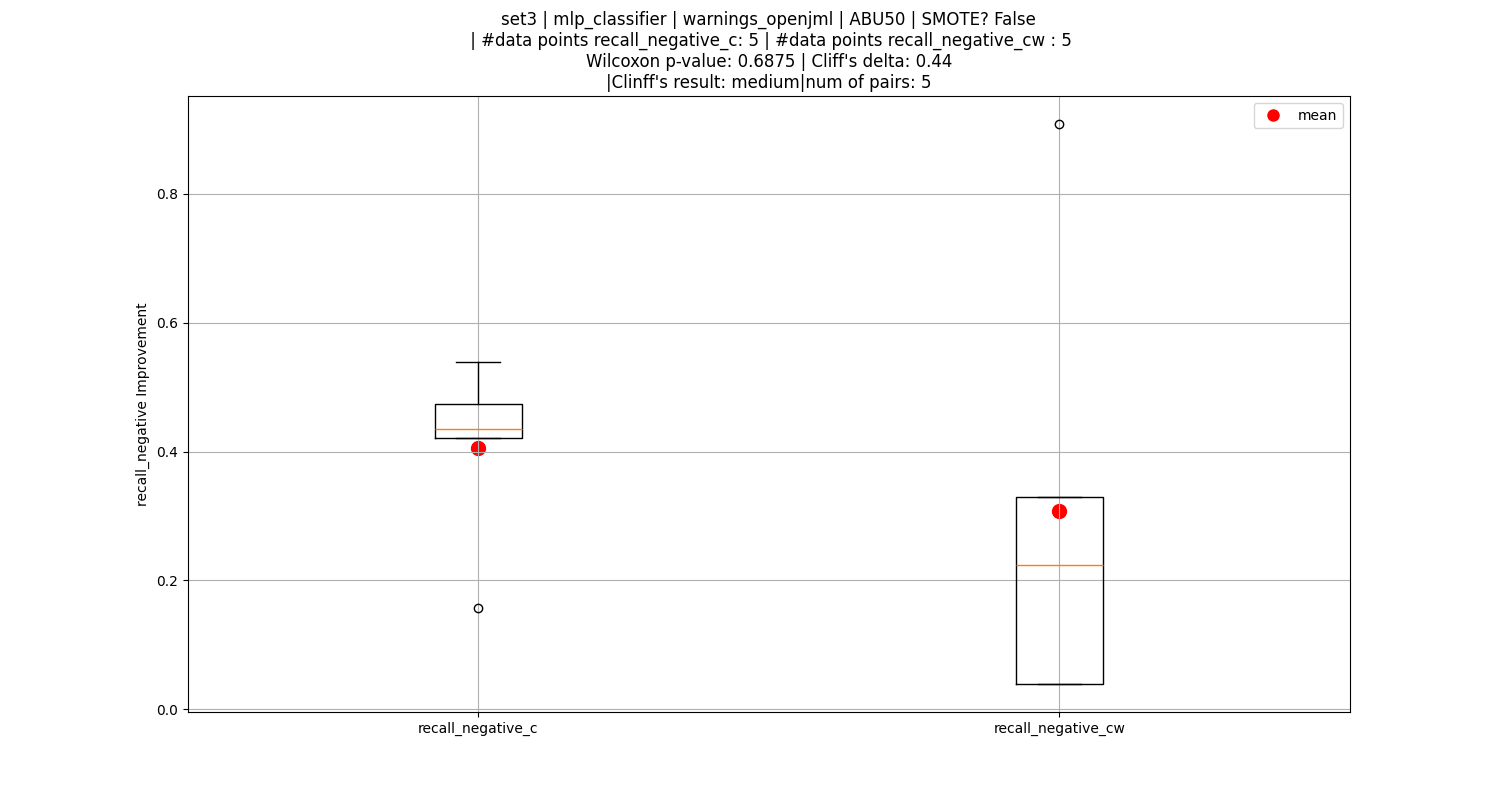 set3 | mlp_classifier | warnings_openjml | ABU50 | SMOTE? False
| #data points recall_negative_c: 5 | #data points recall_negative_cw : 5
Wilcoxon p-value: 0.6875 | Cliff's delta: 0.44
|Clinff's result: medium|num of pairs: 5
mean
recall_negative Improvement
0.8
0.6
0.4
0.2
0.0
recall_negative_c
recall_negative_cw